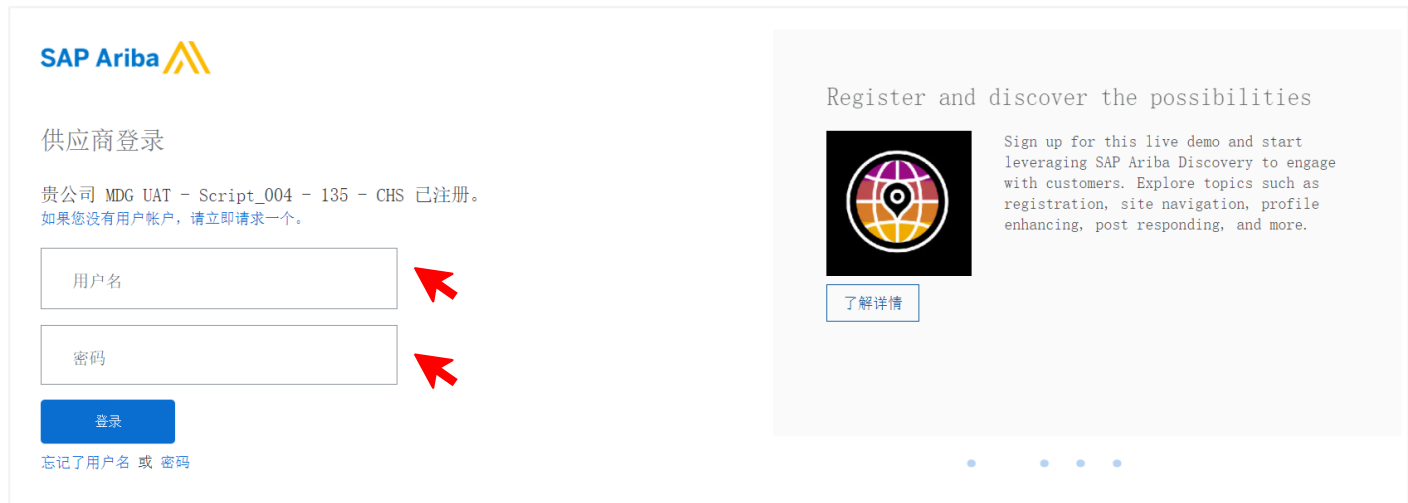 SAP Ariba
供应商登录
贵公司 MDG UAT - Script_004 - 135 - CHS 已注册。
如果您没有用户帐户，请立即请求一个。
用户名
密码
登录
忘记了用户名 或 密码
Register and discover the possibilities
Sign up for this live demo and start
leveraging SAP Ariba Discovery to engage
with customers. Explore topics such as
registration, site navigation, profile
enhancing, post responding, and more.
了解详情